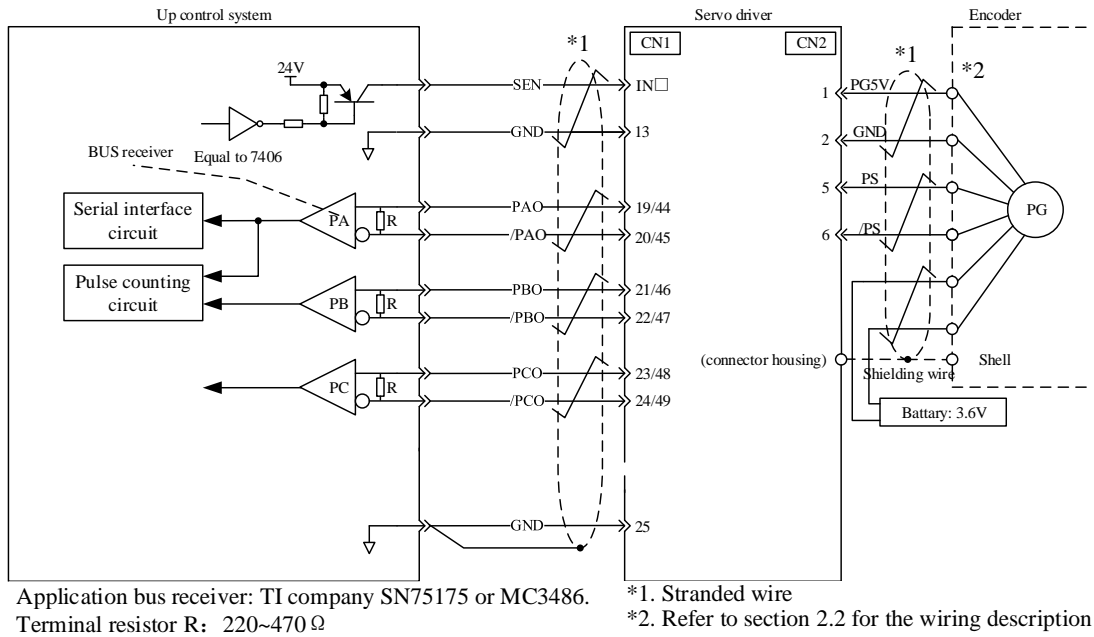 Up control system
Servo driver
Encoder
CN1
CN2
*1
*1
*2
24V
SEN
IN□
1
PG5V
GND
13
2
GND
BUS receiver
Equal to 7406
Serial interface
circuit
PA
R
PAO
19/44
/PAO
20/45
5
PS
6
/PS
PG
Pulse counting
circuit
PB
R
PBO
21/46
/PBO
22/47
PC
R
PCO
23/48
/PCO
24/49
(connector housing)
Shielding wire
Shell
Battary: 3.6V
GND
25
Application bus receiver: TI company SN75175 or MC3486.
Terminal resistor R: 220~470Ω
*1. Stranded wire
*2. Refer to section 2.2 for the wiring description